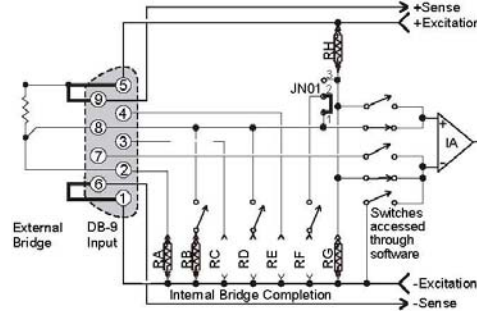 +Sense
+Excitation
RH
JN01
3
2
1
5
9
4
8
3
7
2
6
1
+
IA
-
External
Bridge
DB-9
Input
RA
RB
RC
RD
RE
RF
RG
Switches
accessed
through
software
Internal Bridge Completion
-Excitation
-Sense